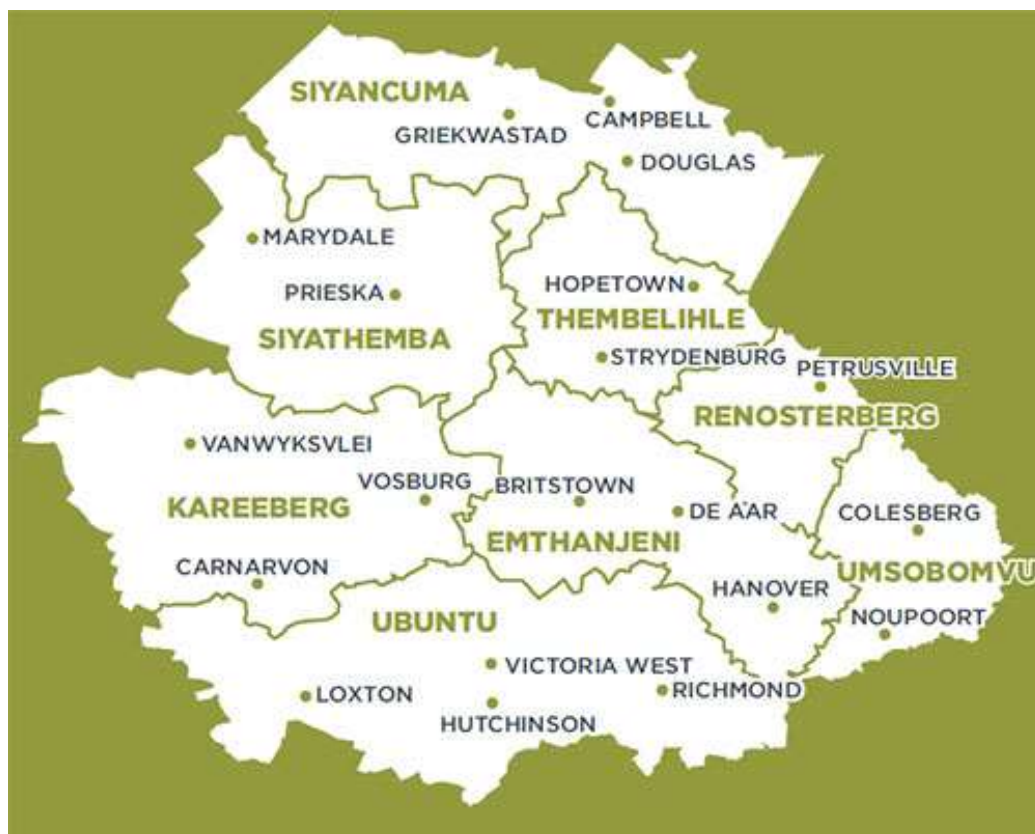 SIYANCUMA
CAMPBELL
GRIEKWASTAD
DOUGLAS
MARYDALE
HOPETOWN
PRIESKA
THEMBELIHLE
SIYATHEMBA
STRYDENBURG
PETRUSVILLE
RENOSTERBERG
VANWYKSVLEI
VOSBURG
BRITSTOWN
KAREEBERG
DE AAR
COLESBERG
EMTHANJENI
CARNARVON
UMSOBOMVU
HANOVER
UBUNTU
NOUPOORT
VICTORIA WEST
LOXTON
RICHMOND
HUTCHINSON